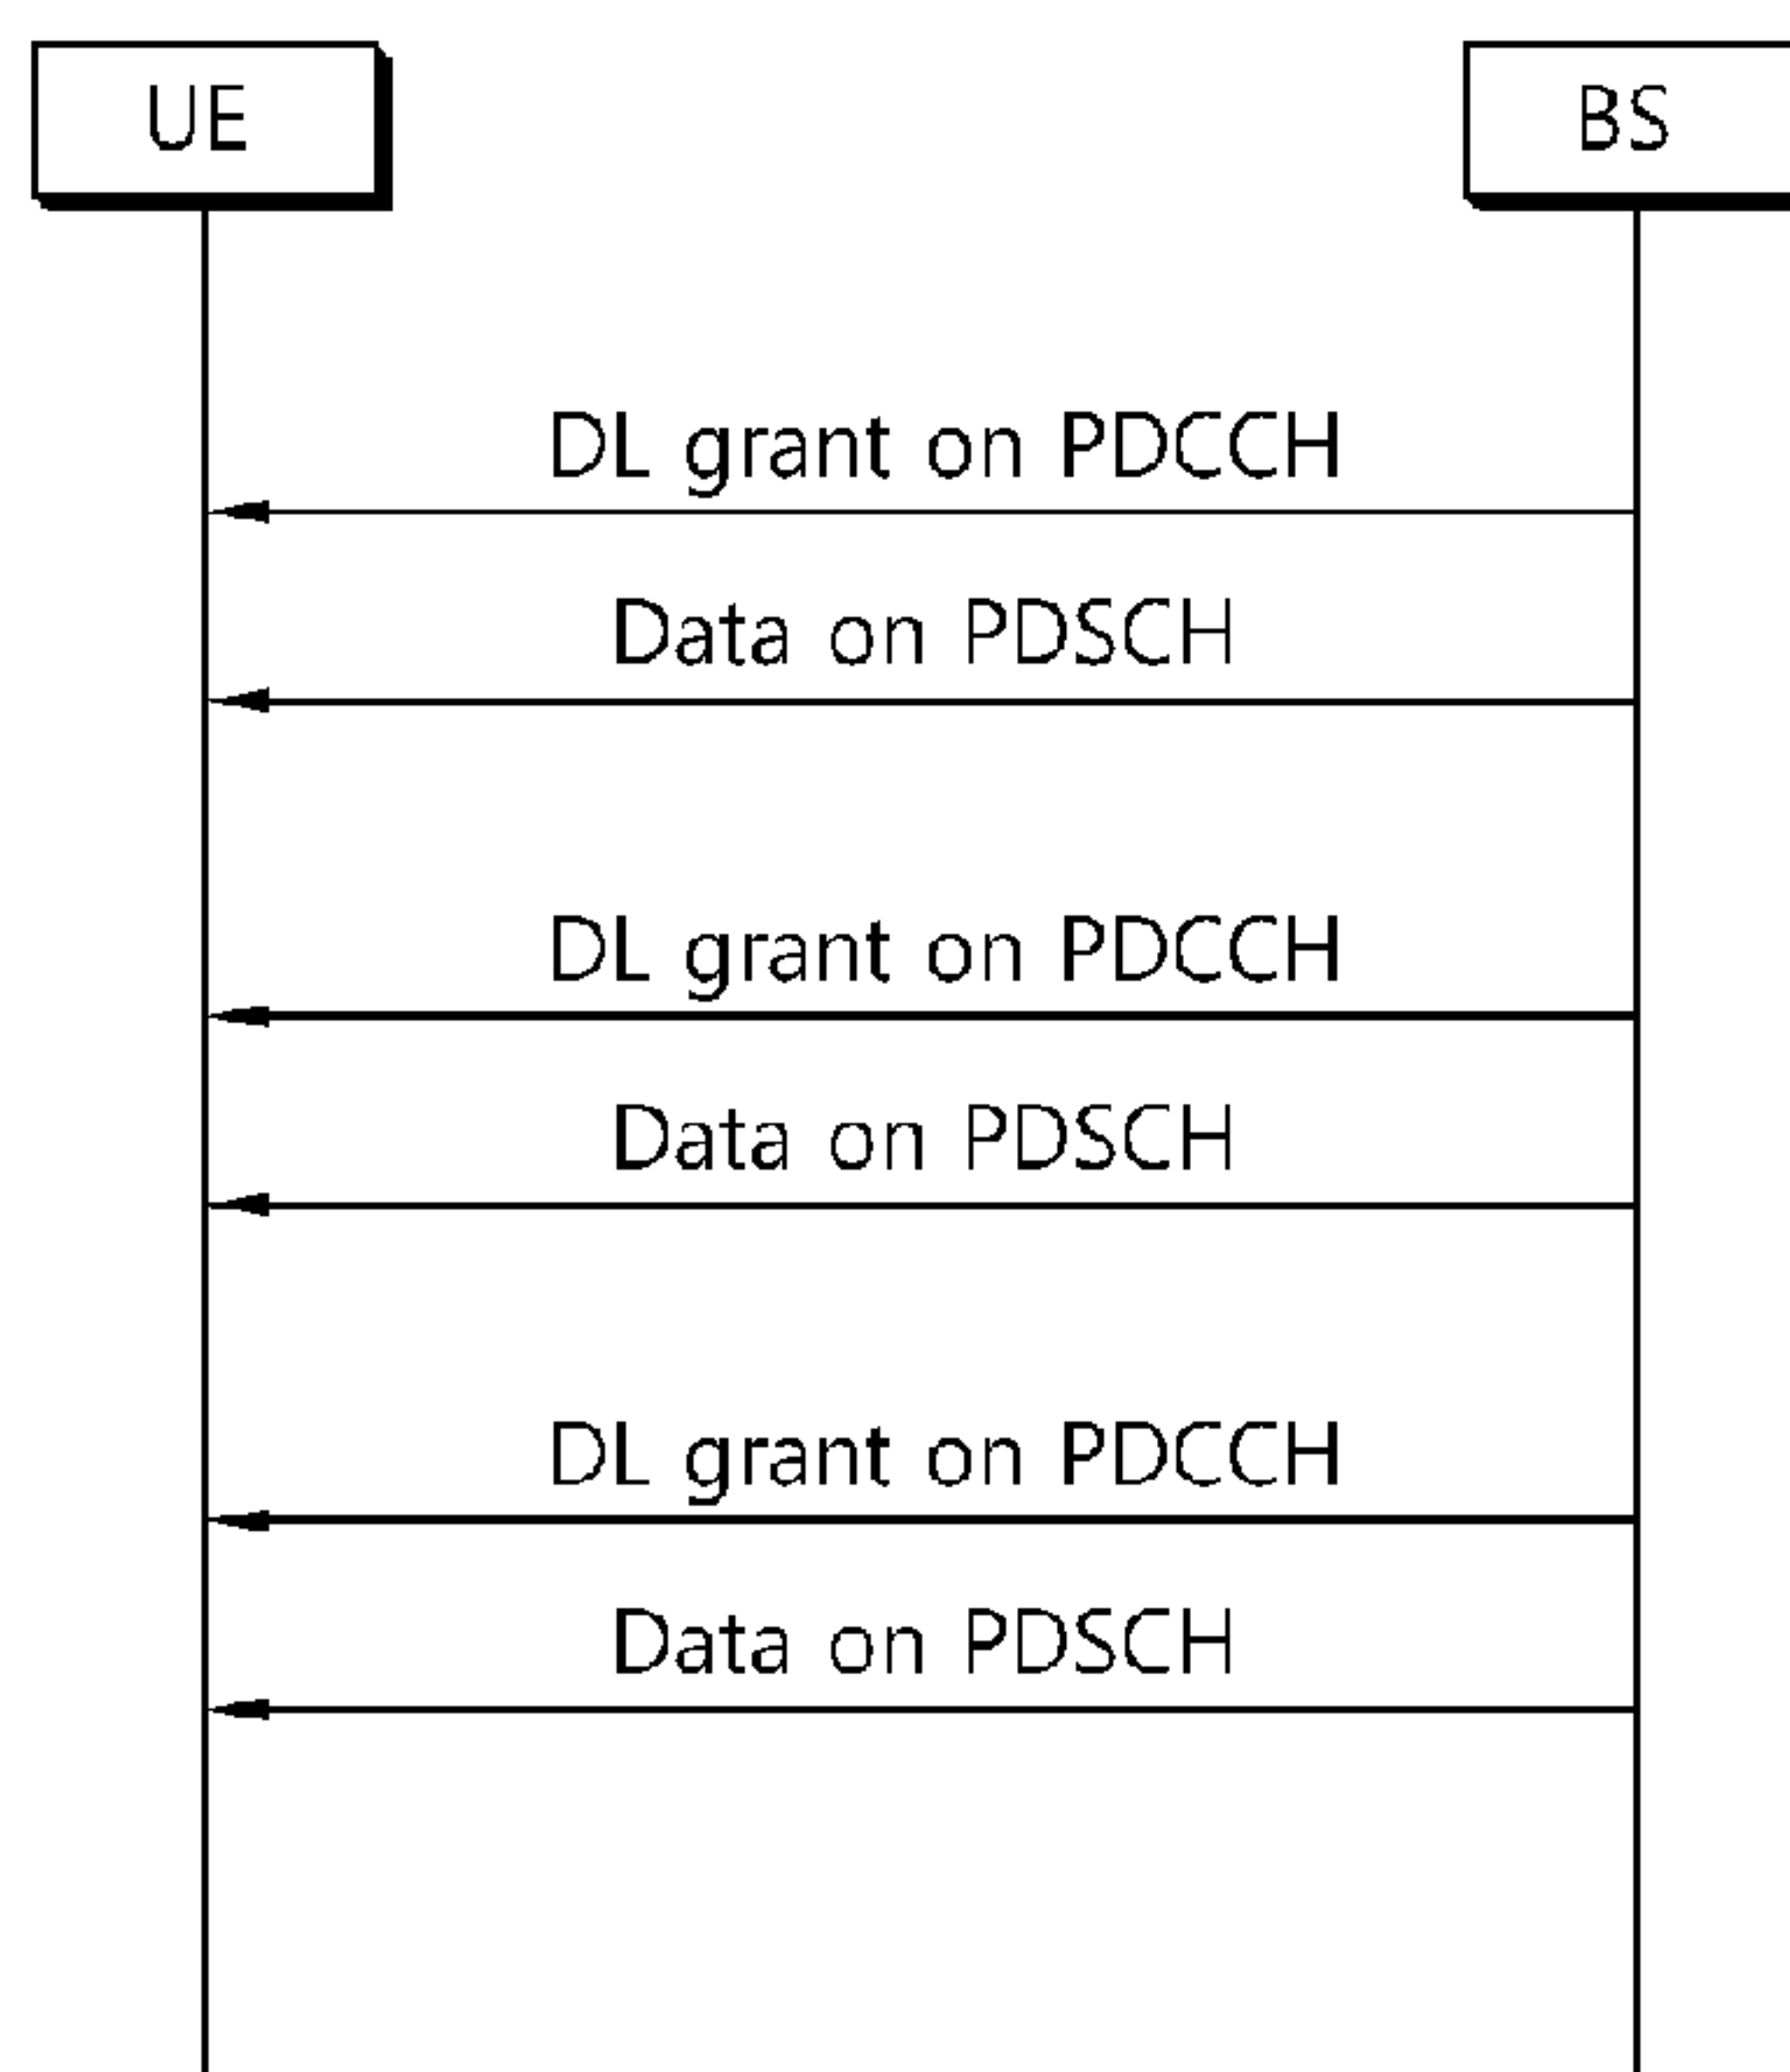 UE
BS
DL grant on PDCCH
Data on PDSCH
DL grant on PDCCH
Data on PDSCH
DL grant on PDCCH
Data on PDSCH